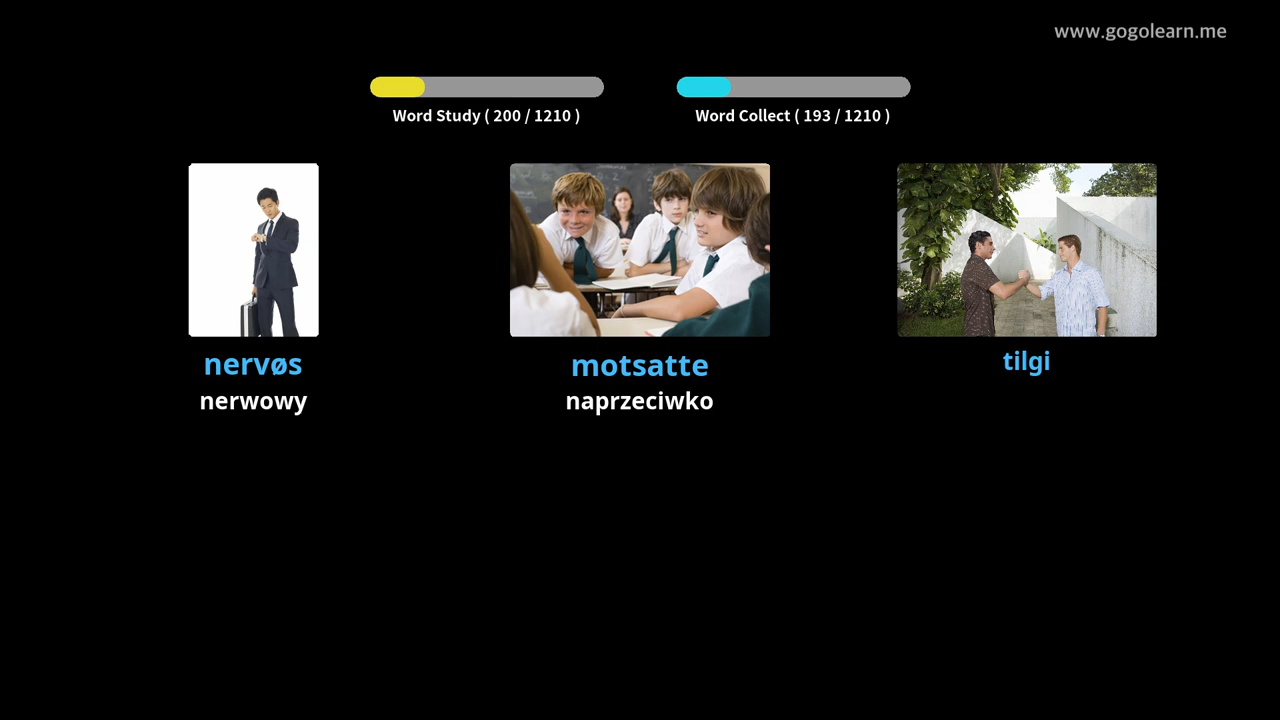 www.gogolearn.me
Word Study ( 200 / 1210 )
Word Collect ( 193 / 1210 )
nervøs
nerwowy
motsatte
naprzeciwko
tilgi